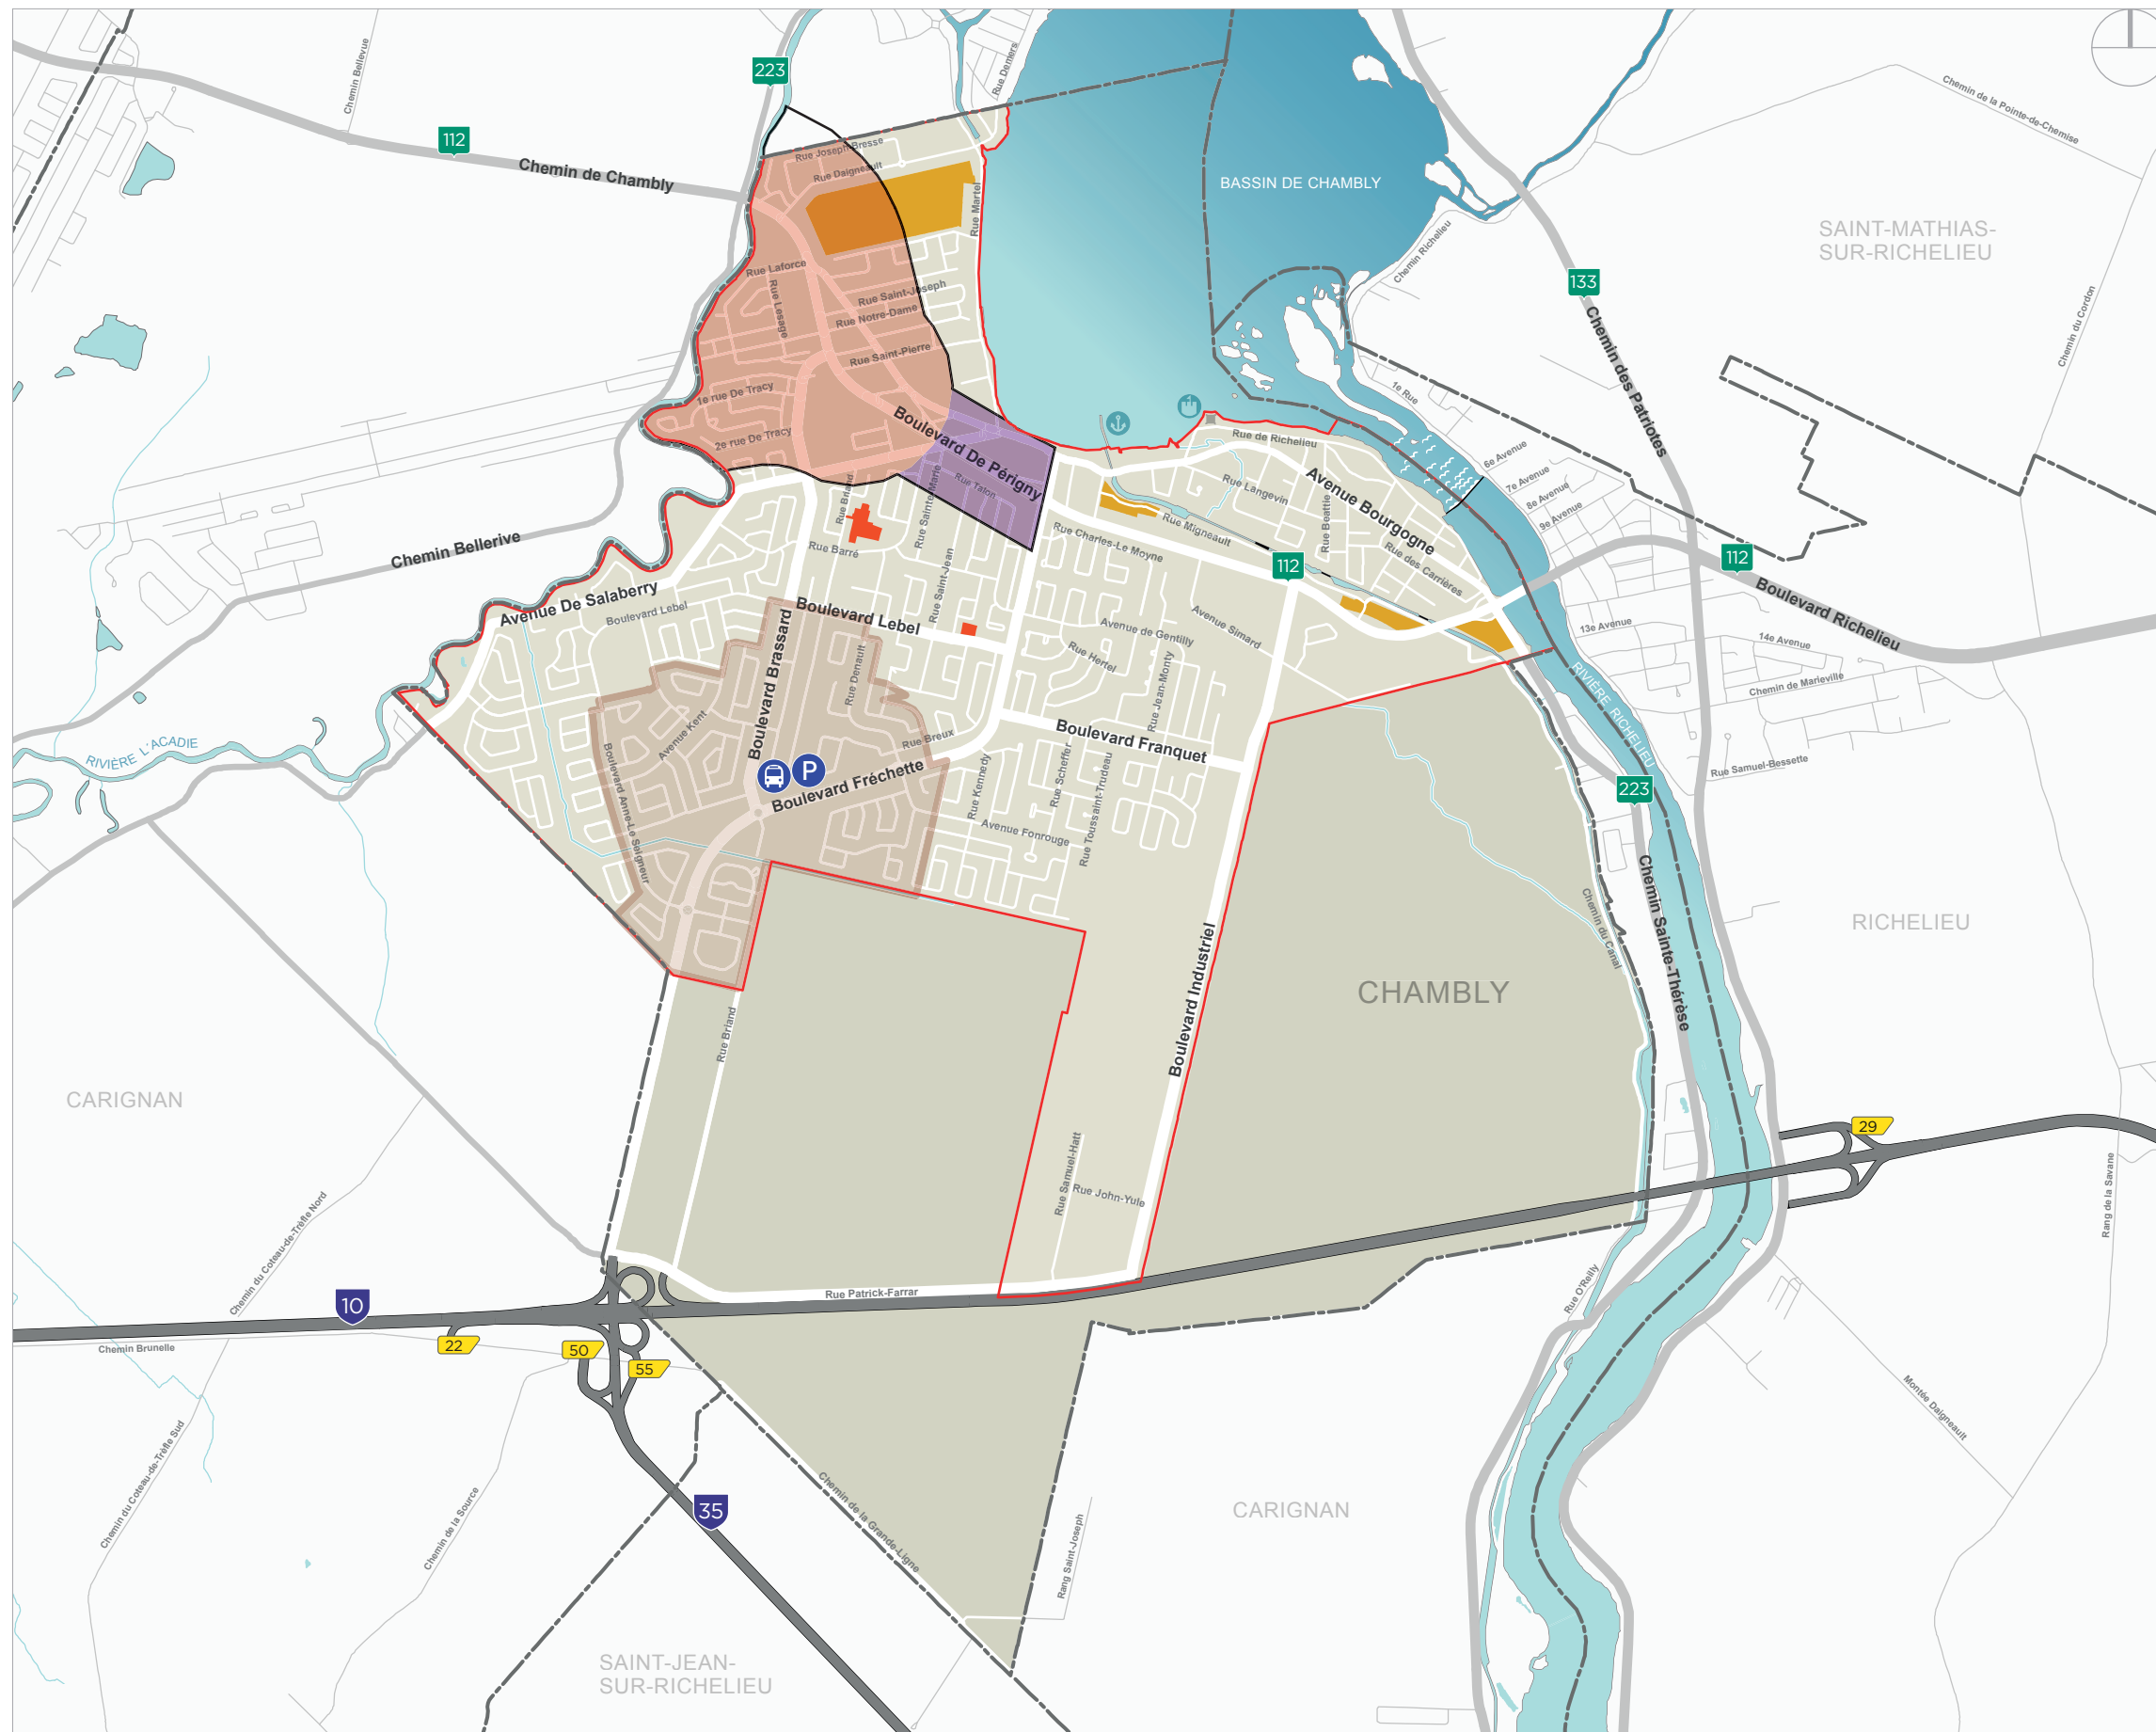 Chemin Bellevue
223
112
Chemin de Chambly
Rue Demers
Rue Joseph-Bresse
Rue Daigneault
Rue Martel
BASSIN DE CHAMBLY
Chemin de la Pointe-de-Chemise
SAINT-MATHIAS-
SUR-RICHELIEU
Chemin Richelieu
133
Chemin des Patriotes
Chemin du Cordon
Rue Laforce
Rue Lesage
Rue Saint-Joseph
Rue Notre-Dame
Rue Saint-Pierre
1e rue De Tracy
2e rue De Tracy
Boulevard De Périgny
Rue Talon
Rue Briand
Rue Sainte-Marie
Rue Barré
Rue Saint-Jean
1e Rue
6e Avenue
7e Avenue
8e Avenue
9e Avenue
Rue de Richelieu
Avenue Bourgogne
Rue Langevin
Rue Beattie
Rue Migneault
Rue des Carrières
Rue Charles-Le Moyne
112
112
Boulevard Richelieu
13e Avenue
14e Avenue
Chemin de Marieville
Rue Samuel-Bessette
Chemin Bellerive
Avenue De Salaberry
Boulevard Lebel
Boulevard Lebel
Boulevard Brassard
Rue Denault
Avenue Kent
Boulevard Anne-Le Seigneur
P
Boulevard Fréchette
Rue Breux
Avenue de Gentilly
Avenue Simard
Rue Hertel
Rue Jean-Monty
Boulevard Franquet
Rue Kennedy
Rue Scheffer
Rue Toussaint-Trudeau
Avenue Fonrouge
RIVIÈRE L'ACADIE
RIVIÈRE RICHELIEU
223
Chemin Sainte-Thérèse
Chemin du Canal
RICHELIEU
CHAMBLY
Boulevard Industriel
Rue Briand
CARIGNAN
Rue Samuel-Hatt
Rue John-Yule
Rue Patrick-Farrar
29
Rang de la Savane
Rue O'Reilly
Chemin du Coteau-de-Trèfle Nord
10
Chemin Brunelle
22
50
55
Chemin du Coteau-de-Trèfle Sud
Chemin de la Source
35
Chemin de la Grande-Ligne
Rang Saint-Joseph
CARIGNAN
Montée Daigneault
SAINT-JEAN-
SUR-RICHELIEU